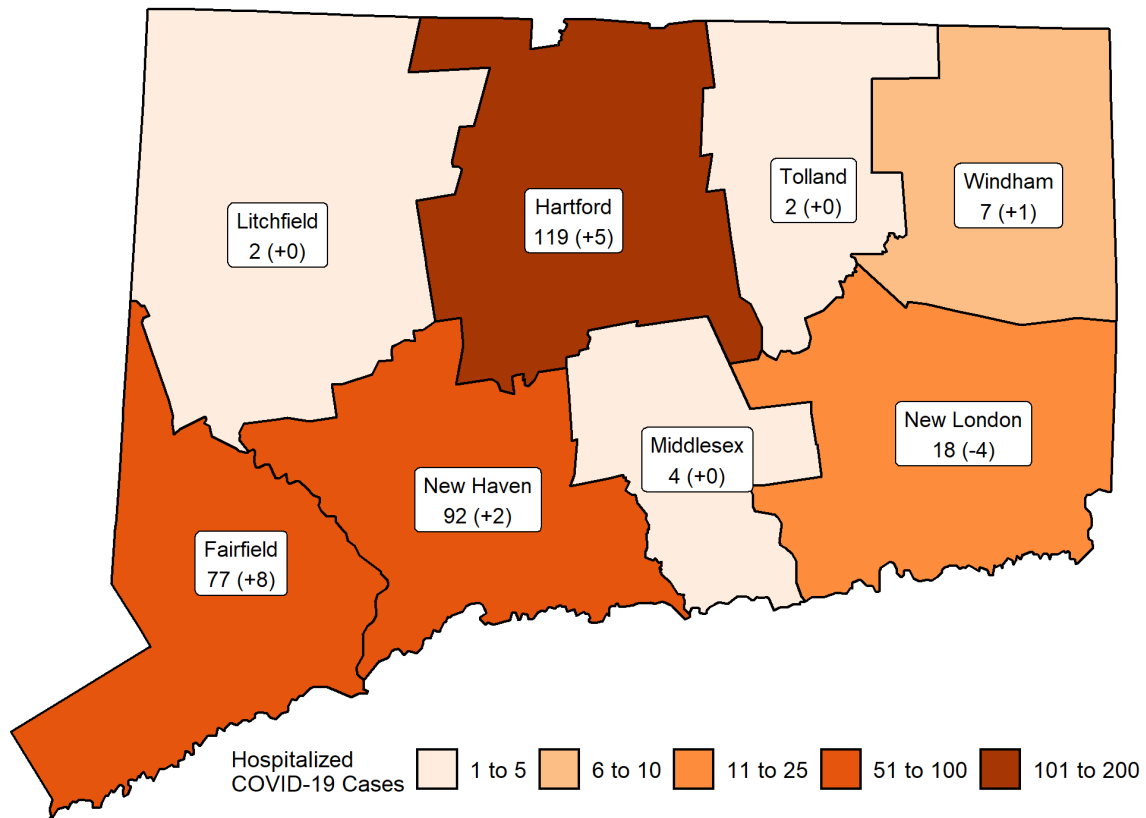 Tolland
2 (+0)
Windham
7 (+1)
Hartford
119 (+5)
Litchfield
2 (+0)
New London
18 (-4)
Middlesex
4 (+0)
New Haven
92 (+2)
Fairfield
77 (+8)
Hospitalized
COVID-19 Cases
1 to 5
6 to 10
11 to 25
51 to 100
101 to 200